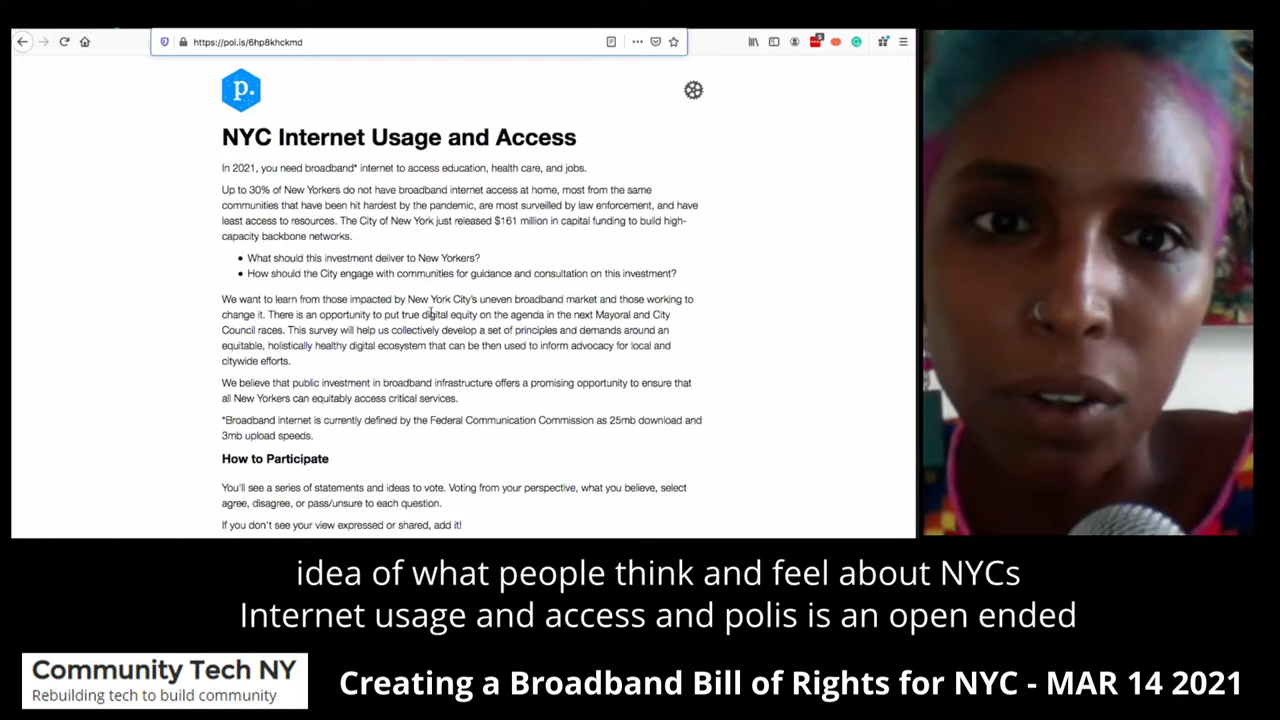 https://pol.is/6hp8khckmd
p.
NYC Internet Usage and Access
In 2021, you need broadband* internet to access education, health care, and jobs.
Up to 30% of New Yorkers do not have broadband internet access at home, most from the same
communities that have been hit hardest by the pandemic, are most surveilled by law enforcement, and have
least access to resources. The City of New York just released $161 million in capital funding to build high-
capacity backbone networks.
• What should this investment deliver to New Yorkers?
• How should the City engage with communities for guidance and consultation on this investment?
We want to learn from those impacted by New York City's uneven broadband market and those working to
change it. There is an opportunity to put true digital equity on the agenda in the next Mayoral and City
Council races. This survey will help us collectively develop a set of principles and demands around an
equitable, holistically healthy digital ecosystem that can be then used to inform advocacy for local and
citywide efforts.
We believe that public investment in broadband infrastructure offers a promising opportunity to ensure that
all New Yorkers can equitably access critical services.
*Broadband internet is currently defined by the Federal Communication Commission as 25mb download and
3mb upload speeds.
How to Participate
You'll see a series of statements and ideas to vote. Voting from your perspective, what you believe, select
agree, disagree, or pass/unsure to each question.
If you don't see your view expressed or shared, add it!
idea of what people think and feel about NYCs
Internet usage and access and polis is an open ended
Community Tech NY
Rebuilding tech to build community
Creating a Broadband Bill of Rights for NYC - MAR 14 2021